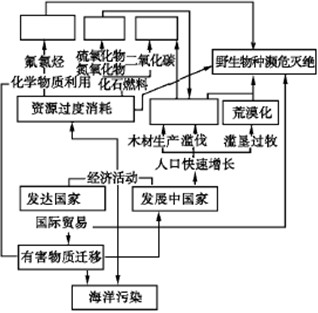 硫氧化物
氟氯烃
氮氧化物
二氧化碳
野生物种濒危灭绝
化学物质利用
化石燃料
资源过度消耗
荒漠化
木材生产滥伐
滥垦过牧
人口快速增长
经济活动
发达国家
发展中国家
国际贸易
有害物质迁移
海洋污染